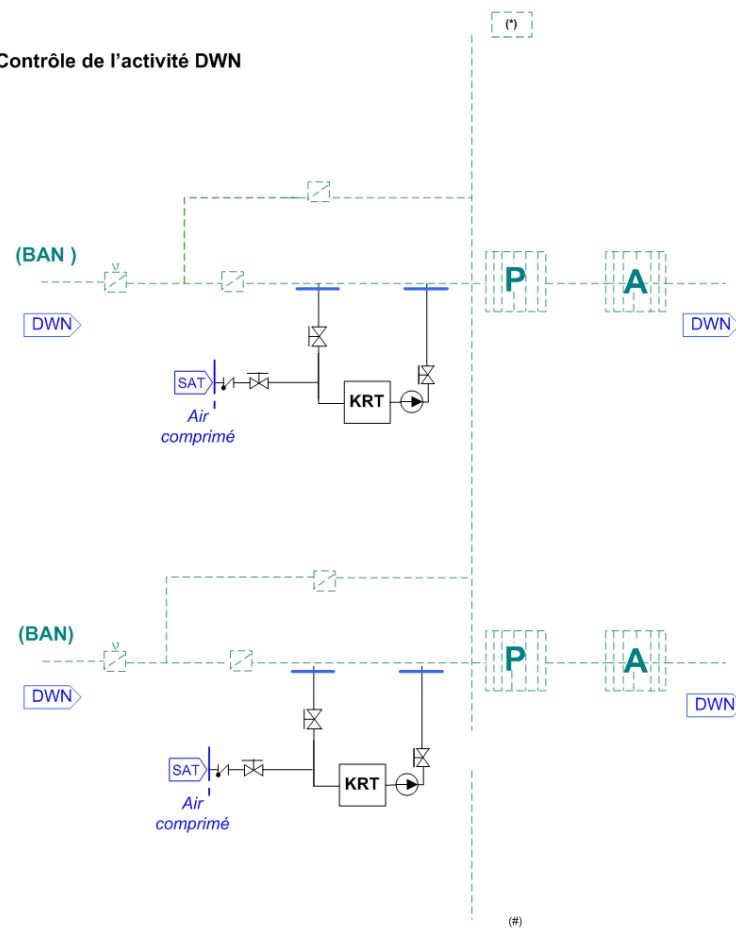 (*)
Contrôle de l'activité DWN
(BAN )
ν
P
A
DWN
DWN
SAT
KRT
Air
comprimé
(BAN)
ν
P
A
DWN
DWN
SAT
KRT
Air
comprimé
(#)